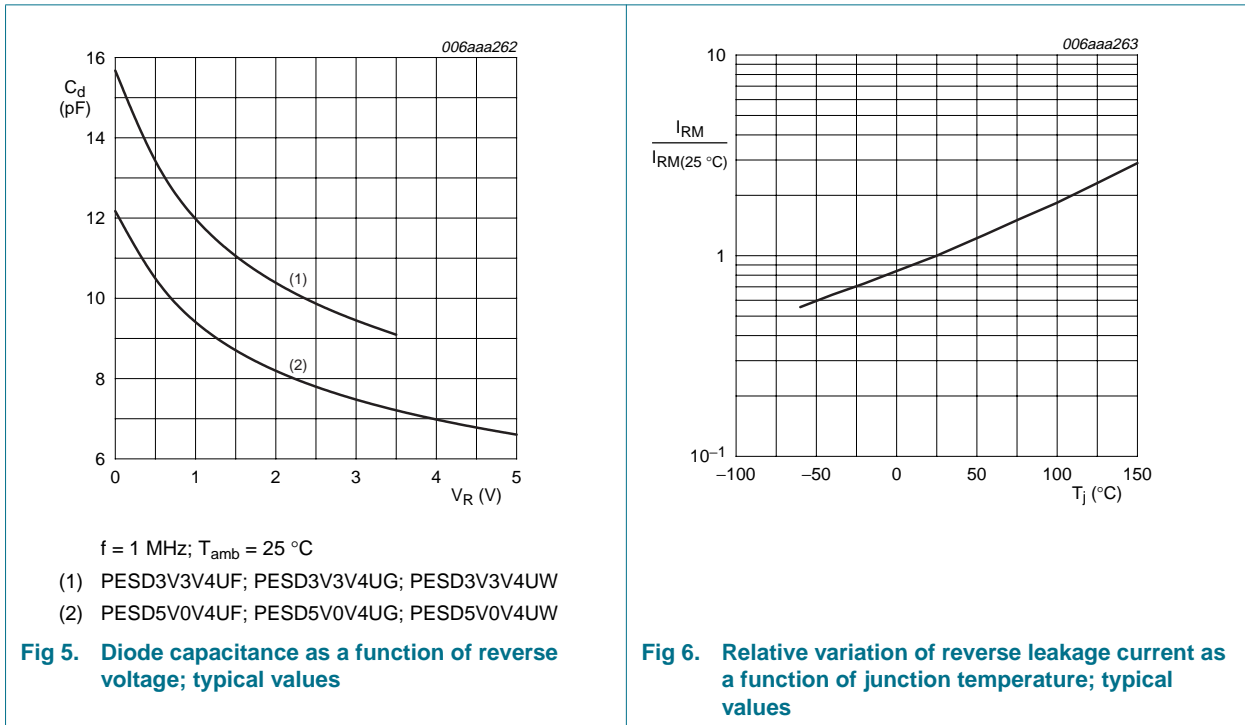 006aaa262
16
14
12
10
8
6
Cd
(pF)
(1)
(2)
0
1
2
3
4
5
VR (V)
f = 1 MHz; Tamb = 25 °C
(1) PESD3V3V4UF; PESD3V3V4UG; PESD3V3V4UW
(2) PESD5V0V4UF; PESD5V0V4UG; PESD5V0V4UW
Fig 5. Diode capacitance as a function of reverse
voltage; typical values
006aaa263
10
1
10−1
IRM
IRM(25 °C)
−100
−50
0
50
100
150
Tj (°C)
Fig 6. Relative variation of reverse leakage current as
a function of junction temperature; typical
values